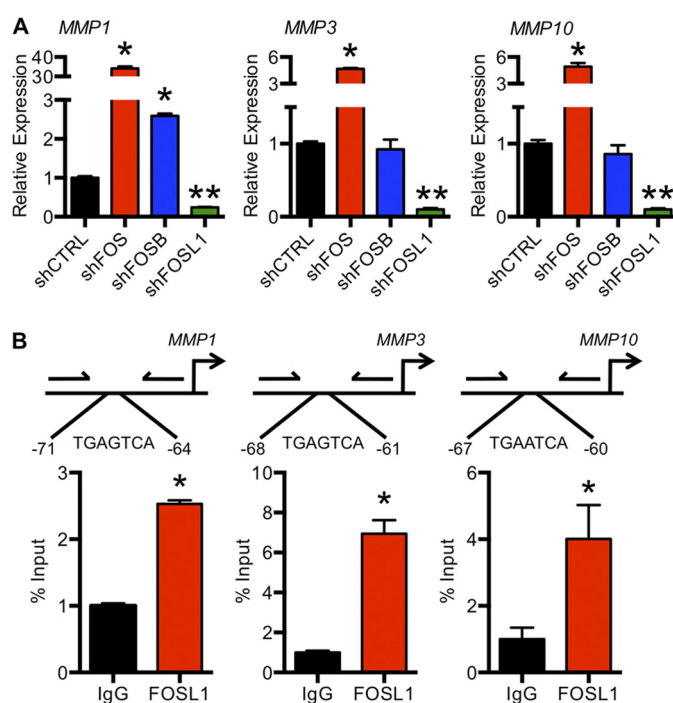 A
MMP1 MMP3 MMP10
Relative Expression
40
30
3
2
1
0
* * **
shCTRL shFOS shFOSB shFOSL1
Relative Expression
6
3
1
0
* **
shCTRL shFOS shFOSB shFOSL1
Relative Expression
6
3
1
0
* **
shCTRL shFOS shFOSB shFOSL1
B
MMP1 MMP3 MMP10
-71 TGAGTCA -64
-68 TGAGTCA -61
-67 TGAATCA -60
% Input
3
2
1
0
*
IgG FOSL1
% Input
10
8
6
4
2
0
*
IgG FOSL1
% Input
6
4
2
0
*
IgG FOSL1